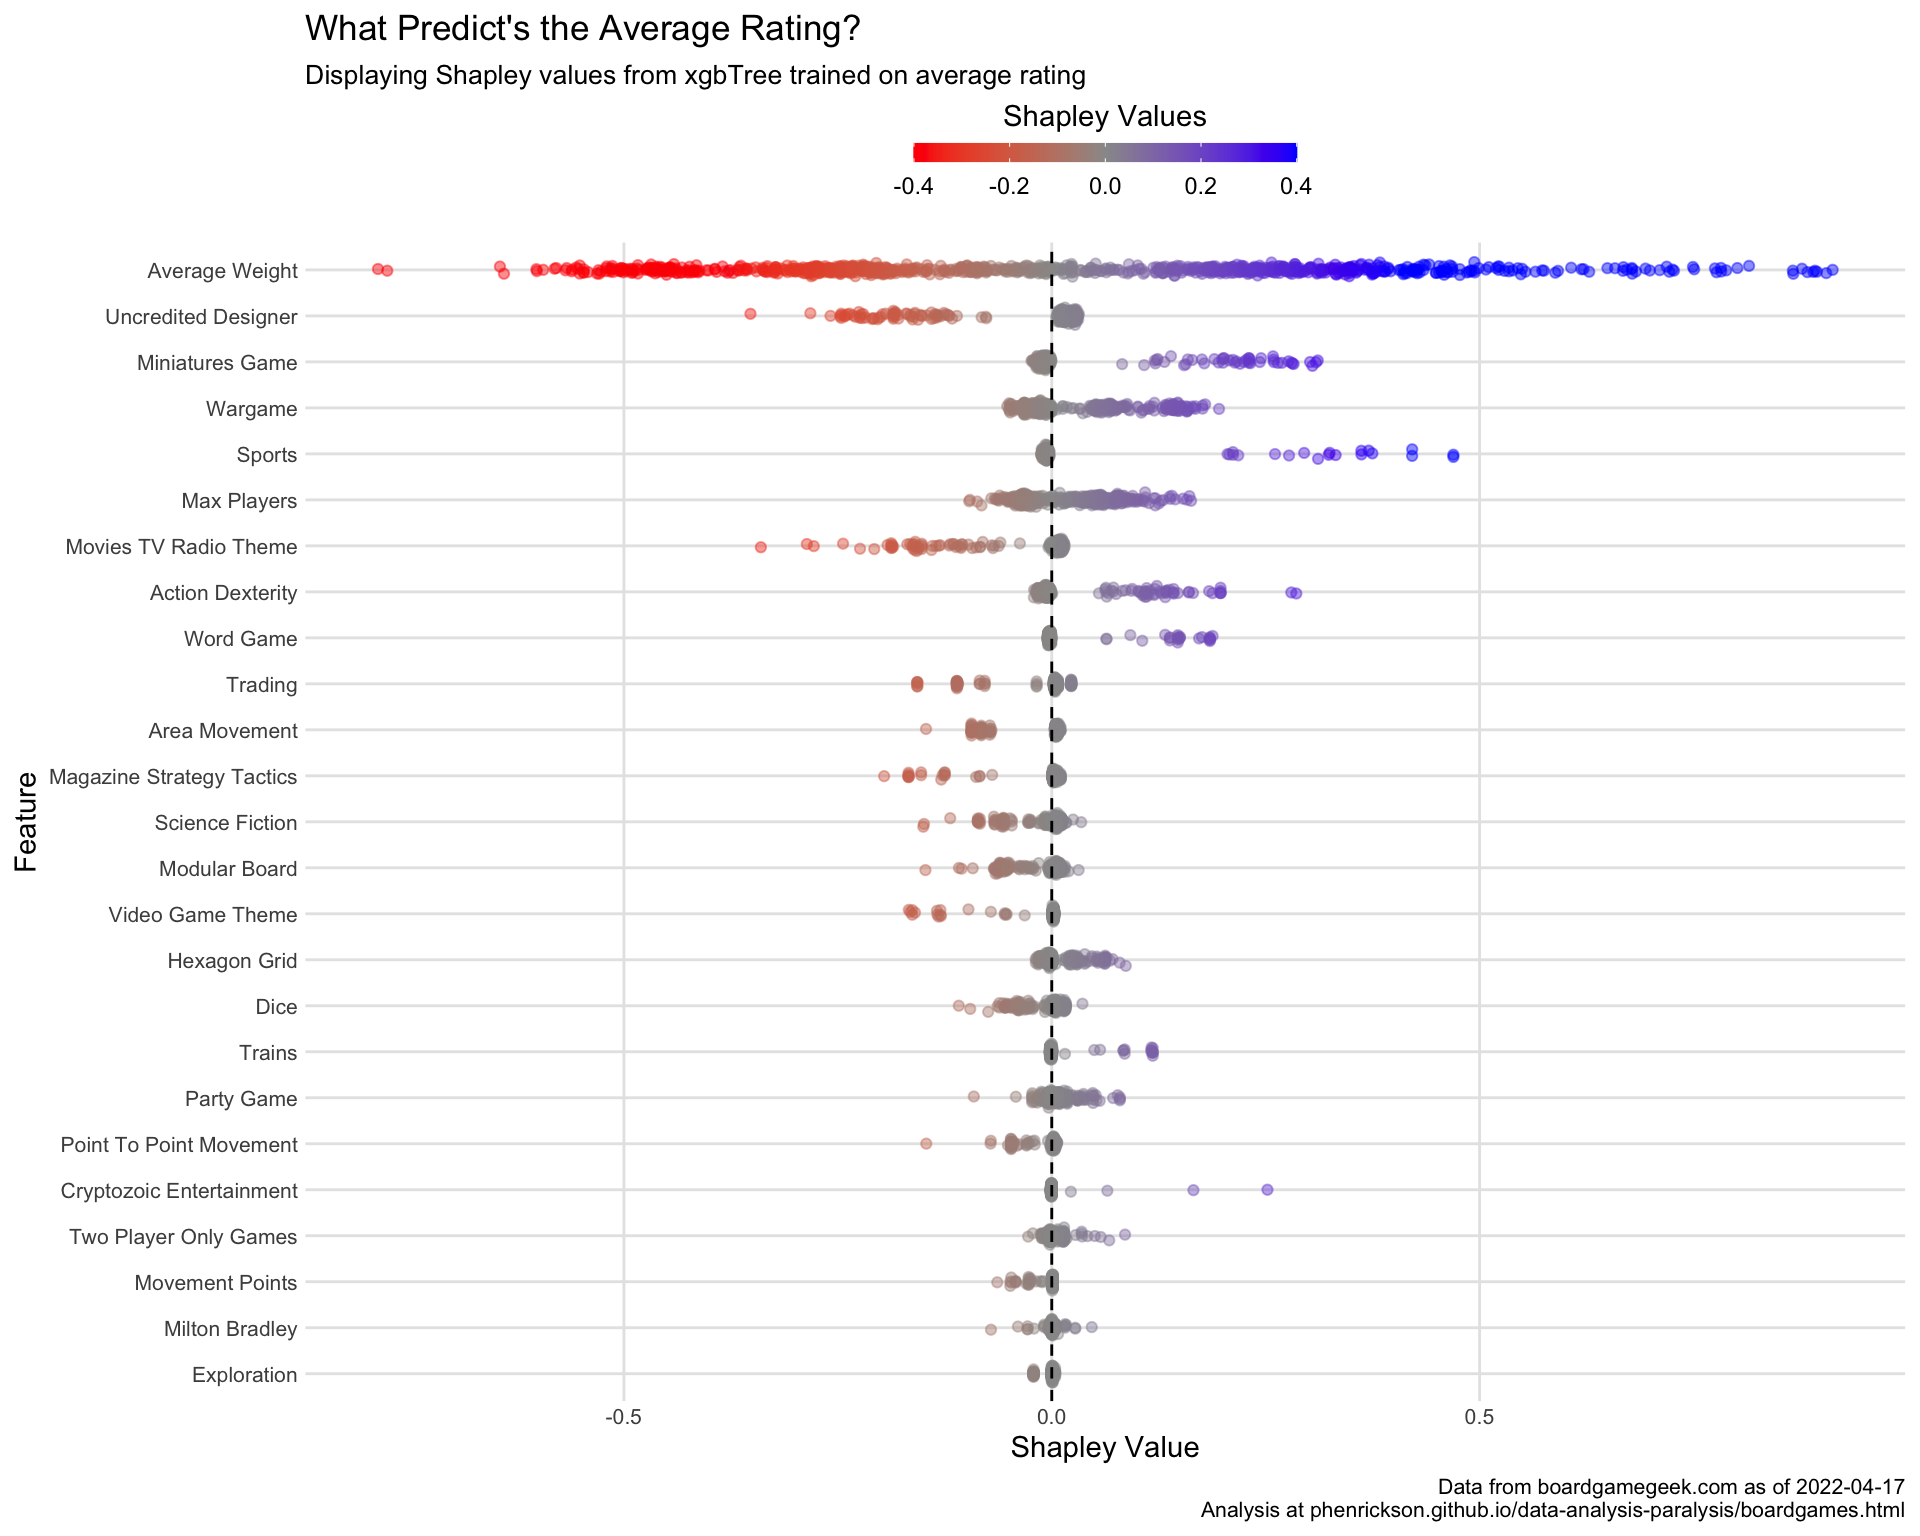 What Predict's the Average Rating?
Displaying Shapley values from xgbTree trained on average rating
Shapley Values
-0.4 -0.2 0.0 0.2 0.4
Feature
Average Weight
Uncredited Designer
Miniatures Game
Wargame
Sports
Max Players
Movies TV Radio Theme
Action Dexterity
Word Game
Trading
Area Movement
Magazine Strategy Tactics
Science Fiction
Modular Board
Video Game Theme
Hexagon Grid
Dice
Trains
Party Game
Point To Point Movement
Cryptozoic Entertainment
Two Player Only Games
Movement Points
Milton Bradley
Exploration
-0.5 0.0 0.5
Shapley Value
Data from boardgamegeek.com as of 2022-04-17
Analysis at phenrickson.github.io/data-analysis-paralysis/boardgames.html